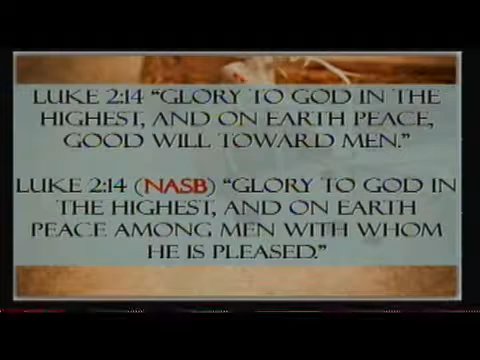 LUKE 2:14 “GLORY TO GOD IN THE
HIGHEST, AND ON EARTH PEACE,
GOOD WILL TOWARD MEN.”
LUKE 2:14 (NASB) “GLORY TO GOD IN
THE HIGHEST, AND ON EARTH
PEACE AMONG MEN WITH WHOM
HE IS PLEASED.”